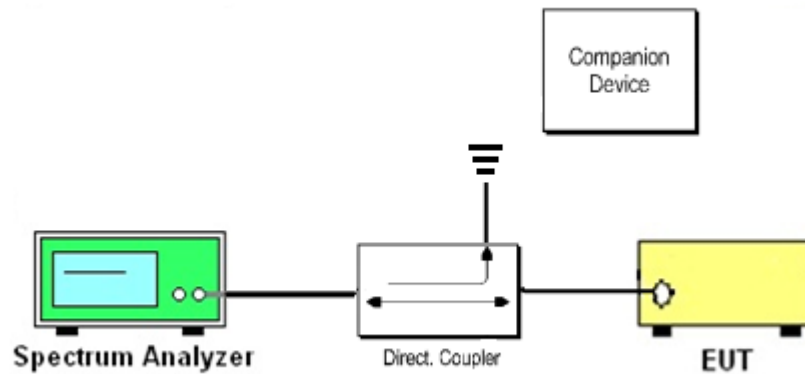 Companion
Device
Spectrum Analyzer
Direct. Coupler
EUT